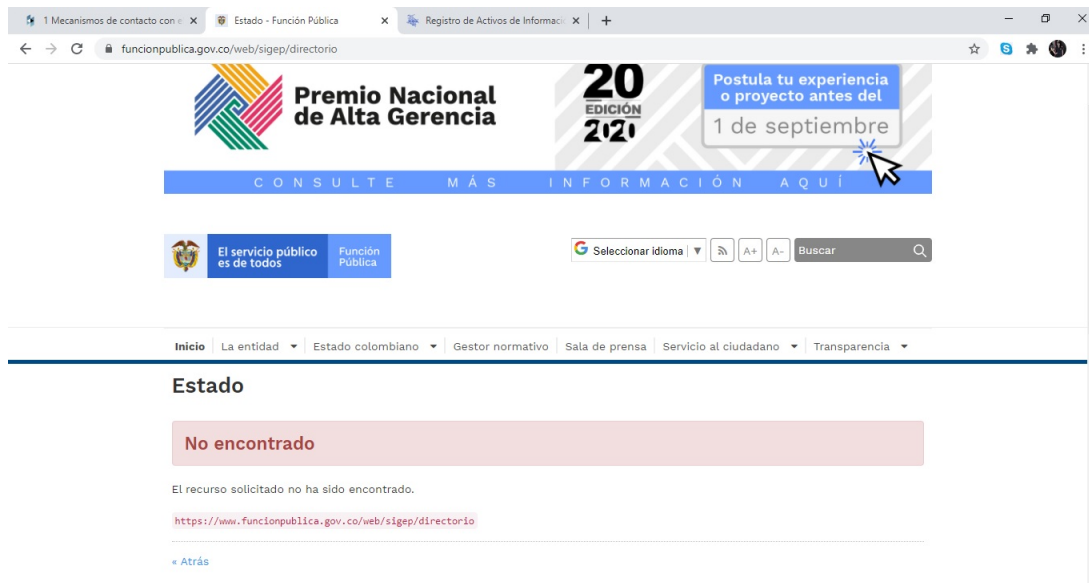 1 Mecanismos de contacto con e
Estado - Función Pública
Registro de Activos de Informació
funcionpublica.gov.co/web/sigep/directorio
Premio Nacional
de Alta Gerencia
20
EDICIÓN
2020
Postula tu experiencia
o proyecto antes del
1 de septiembre
CONSULTE MÁS INFORMACIÓN AQUÍ
El servicio público
es de todos
Función
Pública
Seleccionar idioma
A+
A-
Buscar
Inicio La entidad Estado colombiano Gestor normativo Sala de prensa Servicio al ciudadano Transparencia
Estado
No encontrado
El recurso solicitado no ha sido encontrado.
https://www.funcionpublica.gov.co/web/sigep/directorio
« Atrás